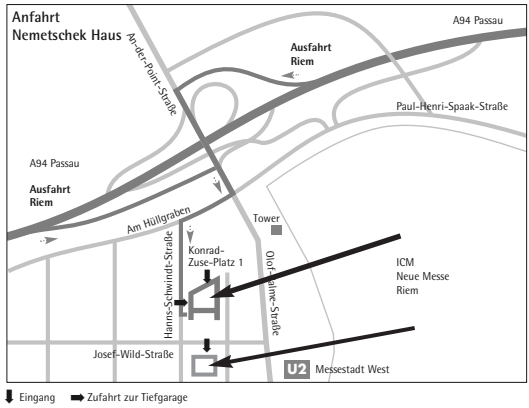 Anfahrt
Nemetschek Haus
An-der-Point-Straße
A94 Passau
Ausfahrt
Riem
Paul-Henri-Spaak-Straße
A94 Passau
Ausfahrt
Riem
Am Hüllgraben
Tower
Hanns-Schwindt-Straße
Konrad-
Zuse-Platz 1
Olof-Palme-Straße
ICM
Neue Messe
Riem
Josef-Wild-Straße
U2 Messestadt West
Eingang Zufahrt zur Tiefgarage